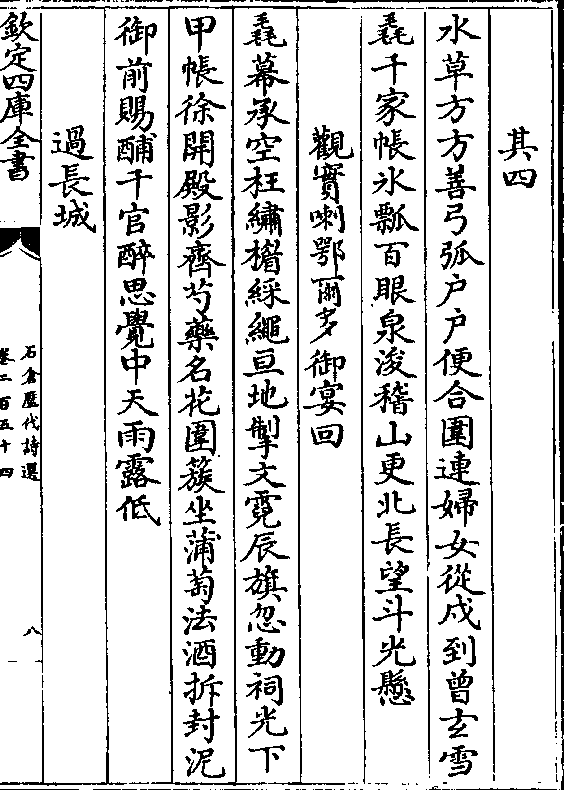 其四
水草方方善弓弧户户便合圍連婦女從戍到曾玄雪
毳千家帳氷瓢百眼泉浚稽山更北長望斗光懸
觀實喇鄂爾多御宴回
毳幕承空枉繡楣綵繩亘地掣文霓辰旗忽動祠光下
甲帳徐開殿影齊芍藥名花圍簇坐蒲萄法酒拆封泥
御前賜酺千官醉思覺中天雨露低
過長城
欽定四庫全書
石倉歷代詩選
卷二百五十四
八